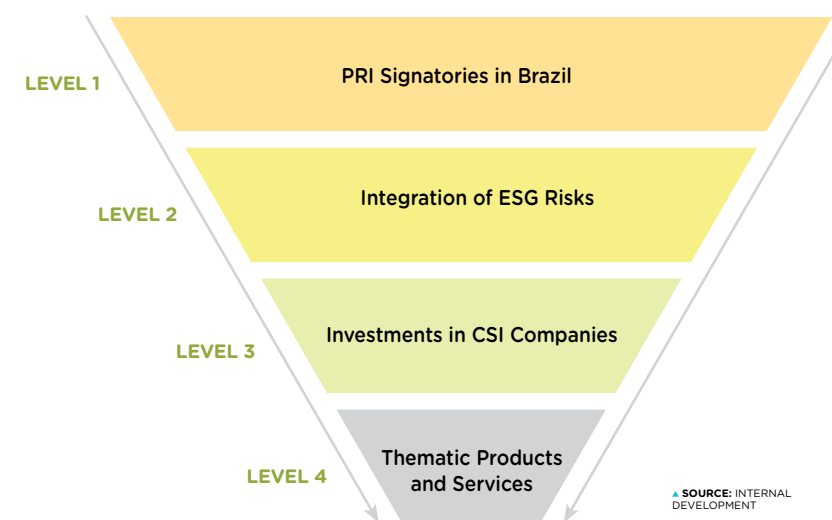 LEVEL 1
PRI Signatories in Brazil
LEVEL 2
Integration of ESG Risks
LEVEL 3
Investments in CSI Companies
LEVEL 4
Thematic Products
and Services
SOURCE: INTERNAL
DEVELOPMENT